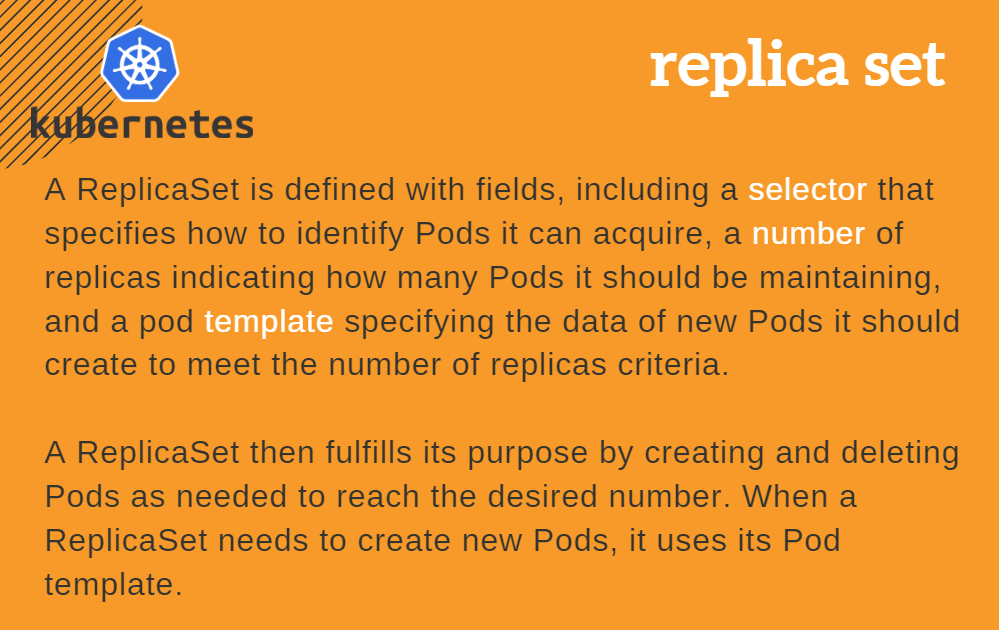 kubernetes
replica set
A ReplicaSet is defined with fields, including a selector that
specifies how to identify Pods it can acquire, a number of
replicas indicating how many Pods it should be maintaining,
and a pod template specifying the data of new Pods it should
create to meet the number of replicas criteria.
A ReplicaSet then fulfills its purpose by creating and deleting
Pods as needed to reach the desired number. When a
ReplicaSet needs to create new Pods, it uses its Pod
template.